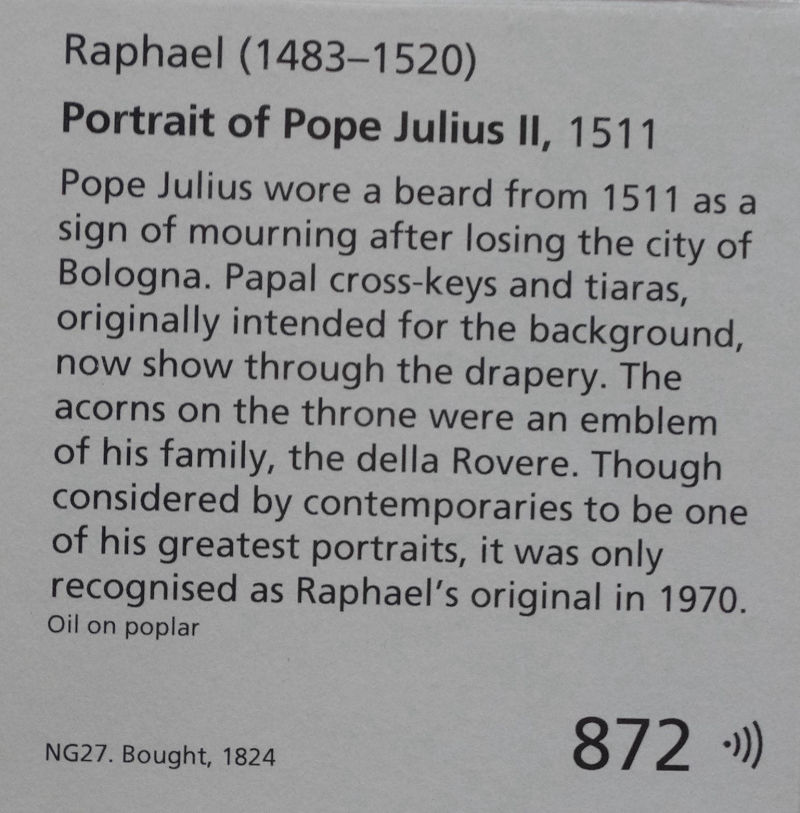 Raphael (1483–1520)
Portrait of Pope Julius II, 1511
Pope Julius wore a beard from 1511 as a
sign of mourning after losing the city of
Bologna. Papal cross-keys and tiaras,
originally intended for the background,
now show through the drapery. The
acorns on the throne were an emblem
of his family, the della Rovere. Though
considered by contemporaries to be one
of his greatest portraits, it was only
recognised as Raphael's original in 1970.
Oil on poplar
NG27. Bought, 1824
872